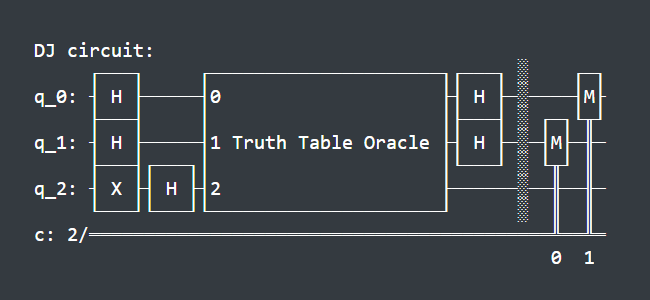 DJ circuit:
q_0: H 0 H M
q_1: H 1 Truth Table Oracle H M
q_2: X H 2
c: 2/
0 1